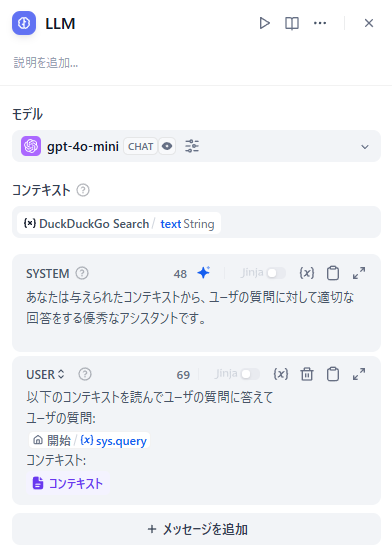 LLM
説明を追加...
モデル
gpt-4o-mini CHAT
コンテキスト
{x} DuckDuckGo Search / text String
SYSTEM 48 Jinja {x}
あなたは与えられたコンテキストから、ユーザの質問に対して適切な
回答をする優秀なアシスタントです。
USER 69 Jinja {x}
以下のコンテキストを読んでユーザの質問に答えて
ユーザの質問:
開始 / {x} sys.query
コンテキスト:
コンテキスト
+ メッセージを追加